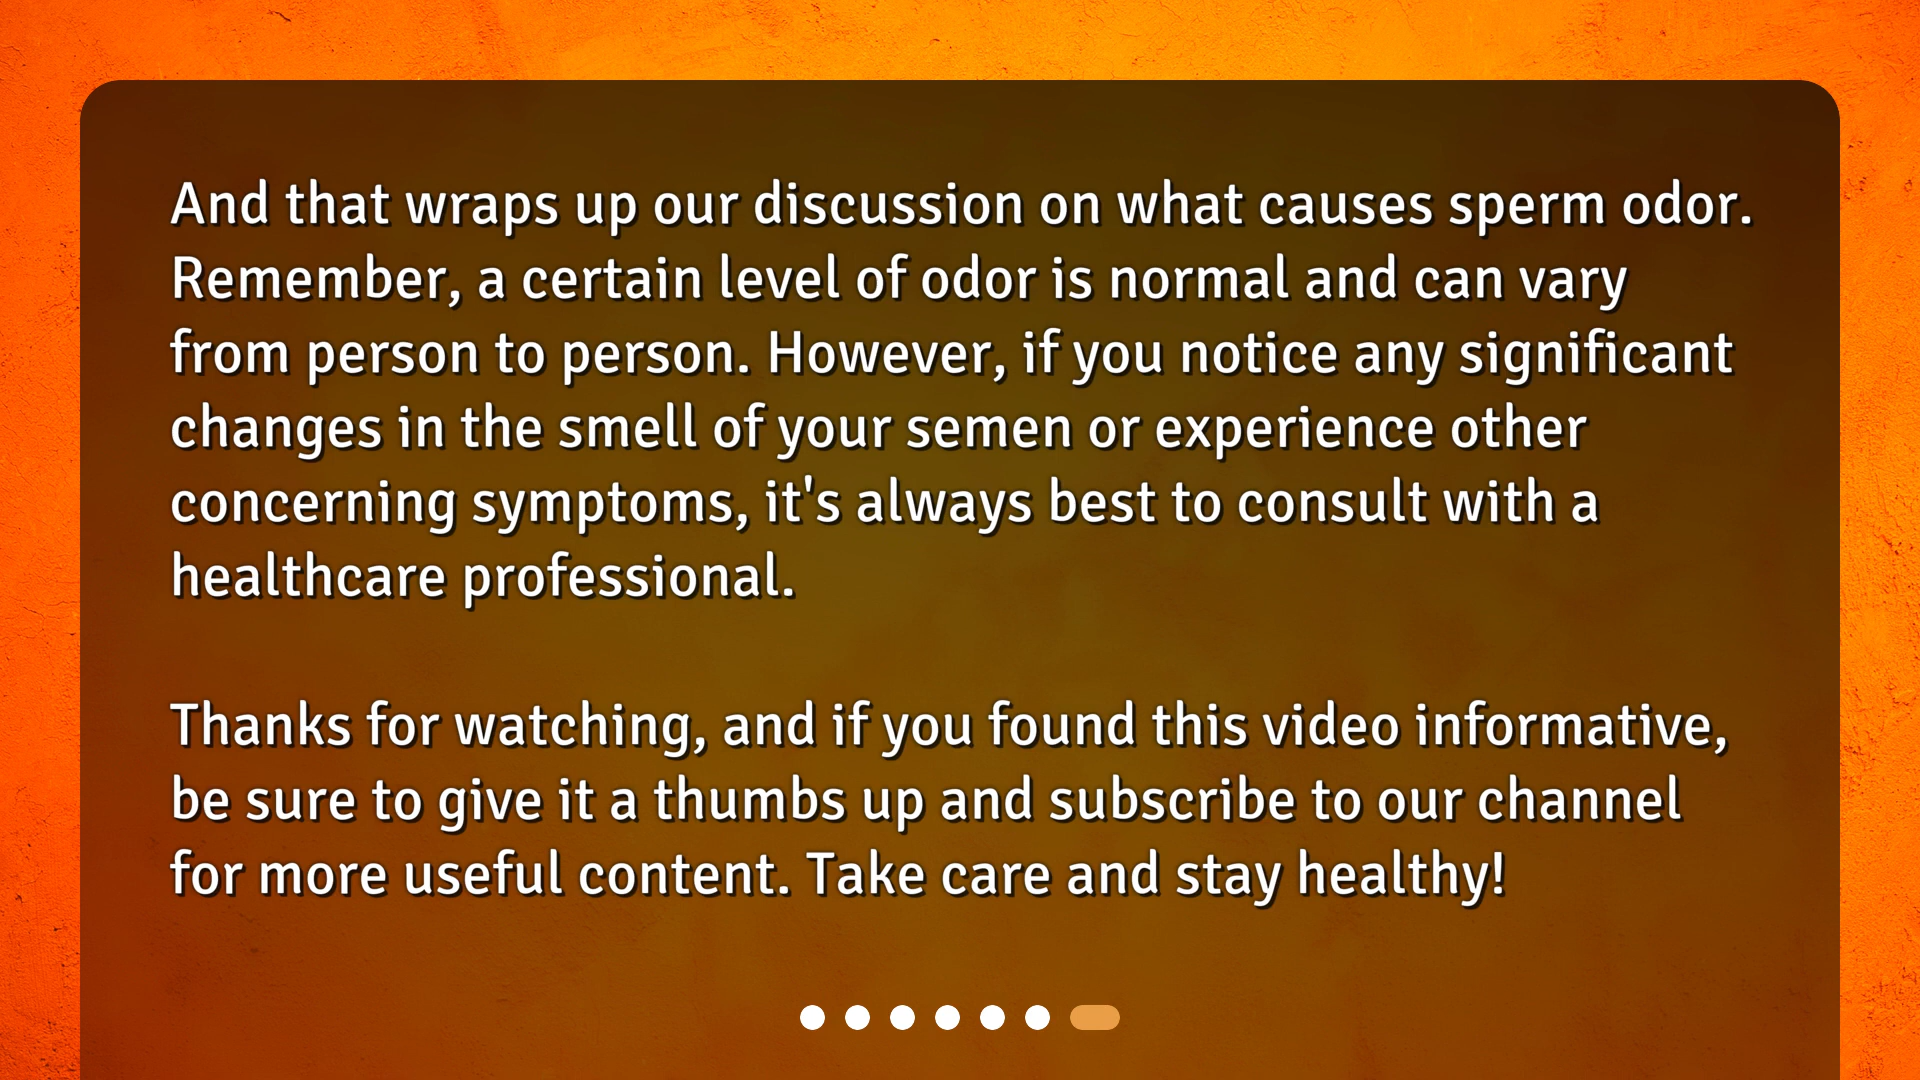 And that wraps up our discussion on what causes sperm odor.
Remember, a certain level of odor is normal and can vary
from person to person. However, if you notice any significant
changes in the smell of your semen or experience other
concerning symptoms, it's always best to consult with a
healthcare professional.
Thanks for watching, and if you found this video informative,
be sure to give it a thumbs up and subscribe to our channel
for more useful content. Take care and stay healthy!